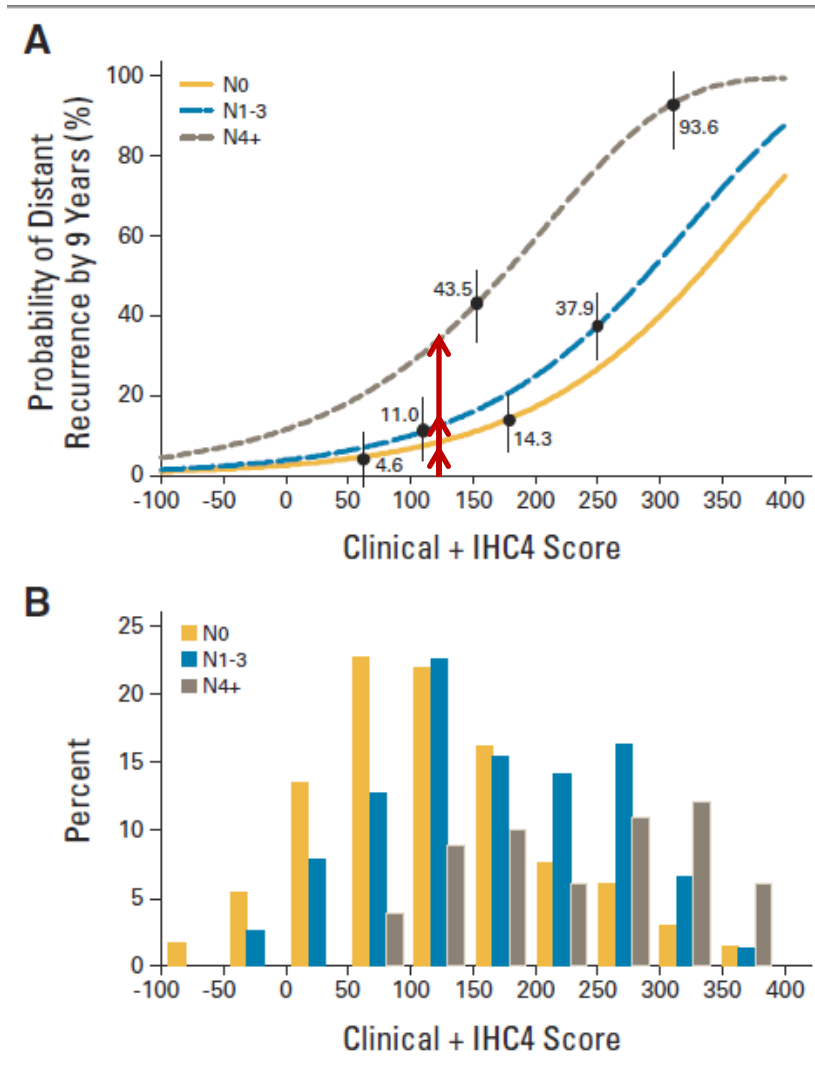 A
Probability of Distant
Recurrence by 9 Years (%)
100
80
60
40
20
0
N0
N1-3
N4+
93.6
43.5
37.9
11.0
14.3
4.6
-100 -50 0 50 100 150 200 250 300 350 400
Clinical + IHC4 Score
B
Percent
25
20
15
10
5
0
N0
N1-3
N4+
-100 -50 0 50 100 150 200 250 300 350 400
Clinical + IHC4 Score